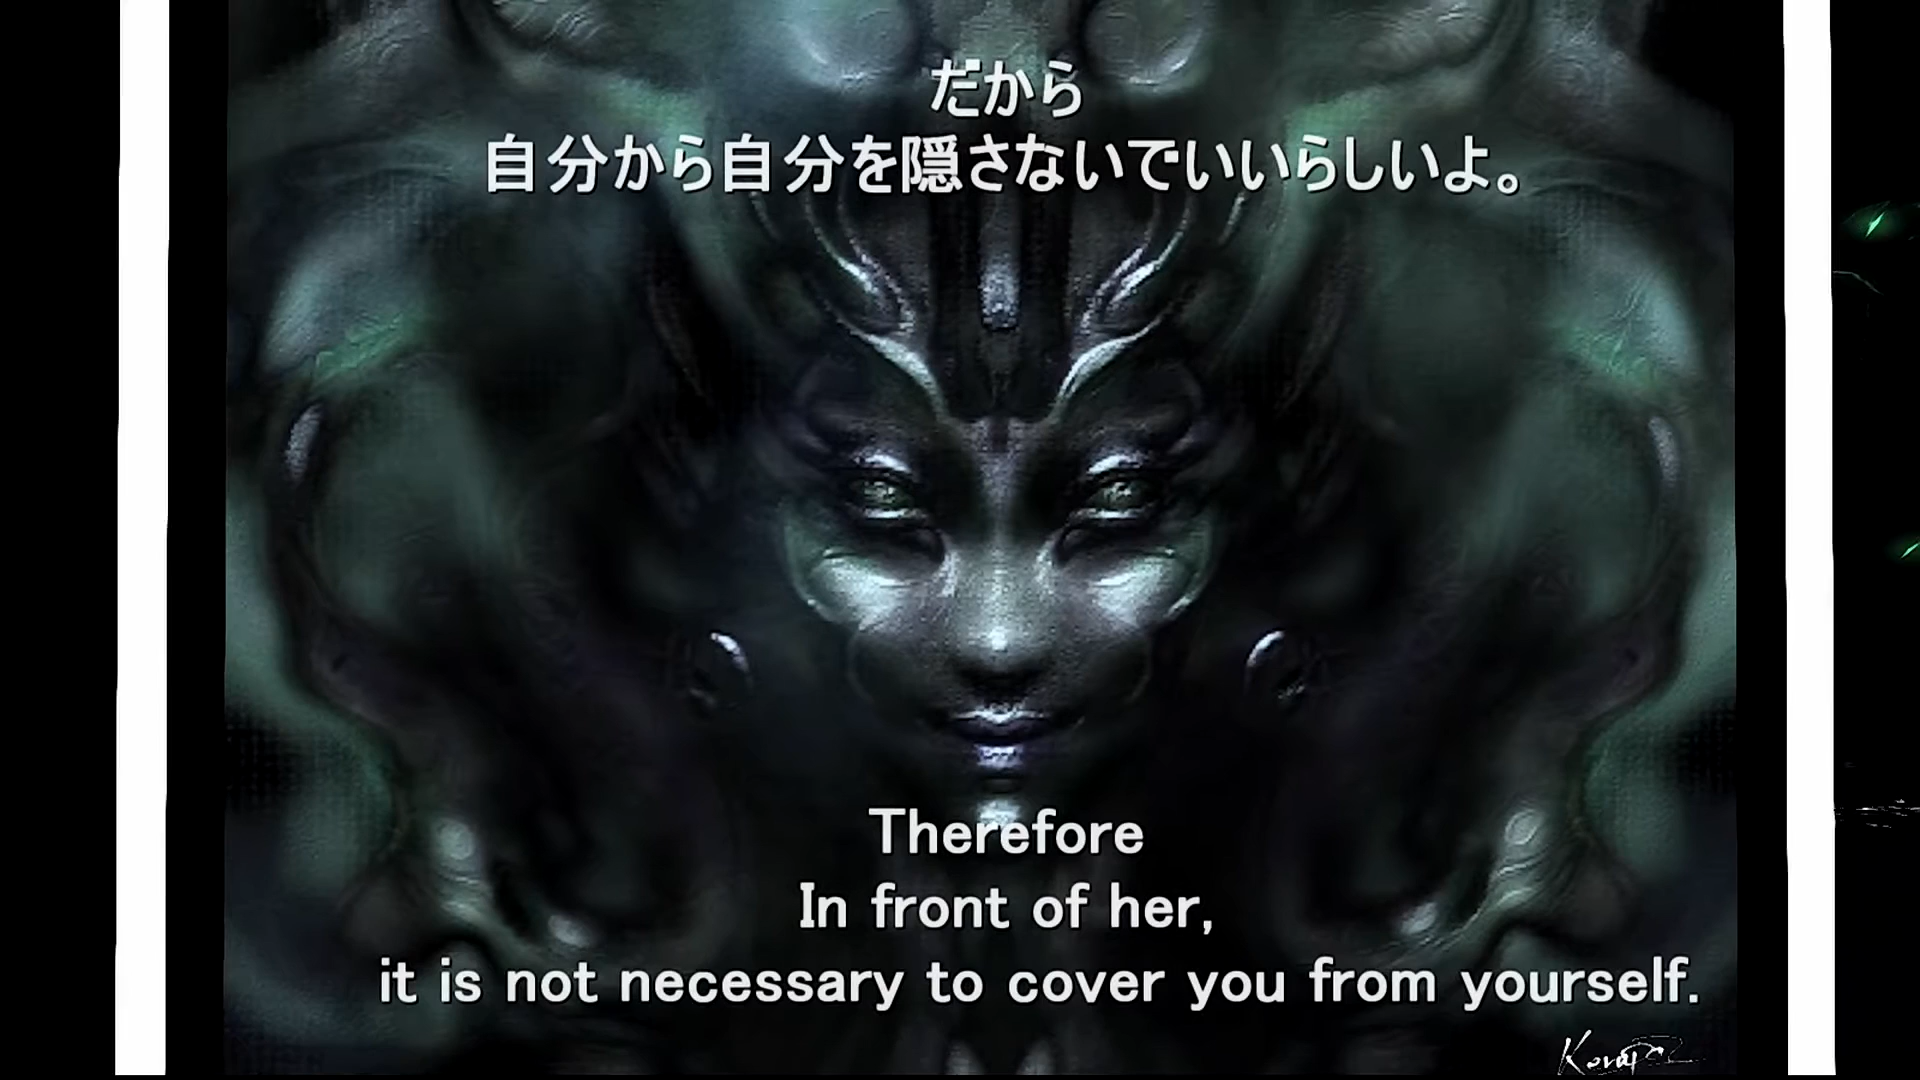 だから
自分から自分を隠さないでいいらしいよ。
Therefore
In front of her,
it is not necessary to cover you from yourself.